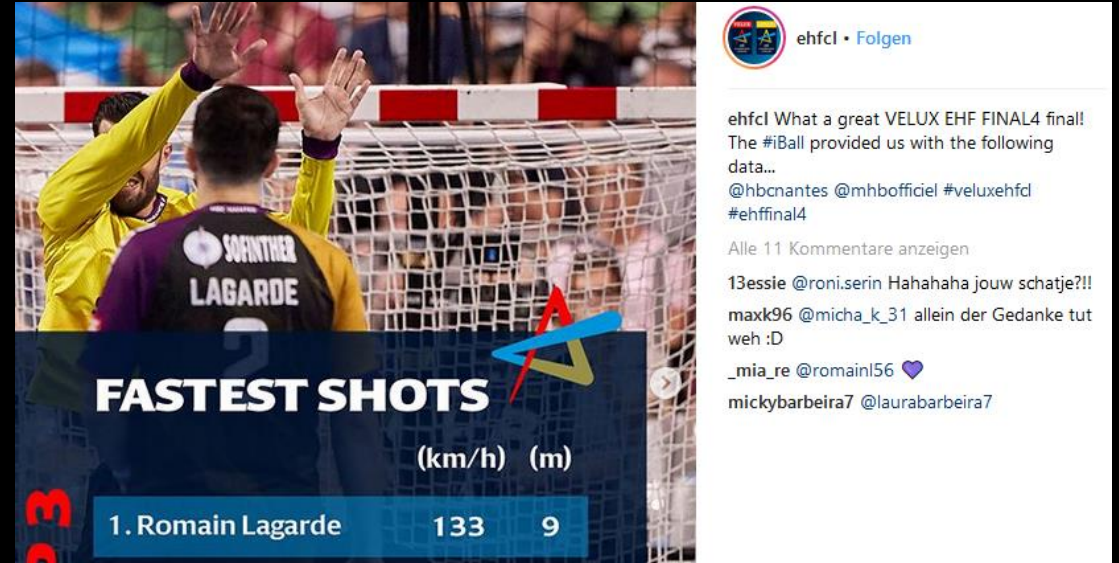 SOFINTHER
LAGARDE
FASTEST SHOTS
(km/h) (m)
1. Romain Lagarde 133 9
ehfcl • Folgen
ehfcl What a great VELUX EHF FINAL4 final!
The #iBall provided us with the following
data...
@hbcnantes @mhbofficiel #veluxehfcl
#ehffinal4
Alle 11 Kommentare anzeigen
13essie @roni.serin Hahahaha jouw schatje?!!
maxk96 @micha_k_31 allein der Gedanke tut
weh :D
_mia_re @romainl56 💜
mickybarbeira7 @laurabarbeira7